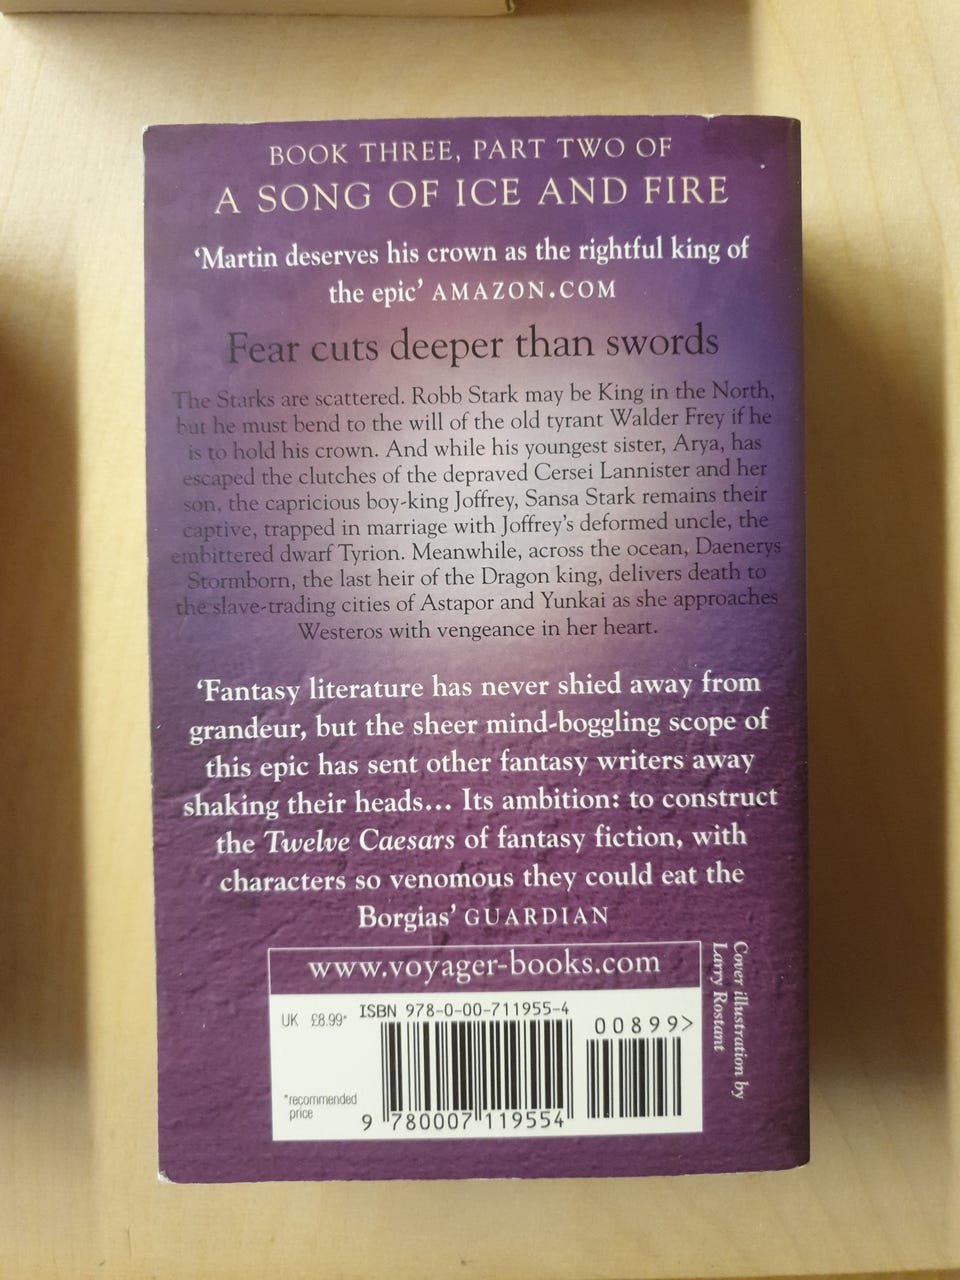 BOOK THREE, PART TWO OF
A SONG OF ICE AND FIRE
‘Martin deserves his crown as the rightful king of
the epic’ AMAZON.COM
Fear cuts deeper than swords
The Starks are scattered. Robb Stark may be King in the North,
but he must bend to the will of the old tyrant Walder Frey if he
is to hold his crown. And while his youngest sister, Arya, has
escaped the clutches of the depraved Cersei Lannister and her
son, the capricious boy-king Joffrey, Sansa Stark remains their
captive, trapped in marriage with Joffrey’s deformed uncle, the
embittered dwarf Tyrion. Meanwhile, across the ocean, Daenerys
Stormborn, the last heir of the Dragon king, delivers death to
the slave-trading cities of Astapor and Yunkai as she approaches
Westeros with vengeance in her heart.
‘Fantasy literature has never shied away from
grandeur, but the sheer mind-boggling scope of
this epic has sent other fantasy writers away
shaking their heads... Its ambition: to construct
the Twelve Caesars of fantasy fiction, with
characters so venomous they could eat the
Borgias’ GUARDIAN
www.voyager-books.com
ISBN 978-0-00-711955-4
UK £8.99*
00899>
*recommended
price
9 780007 119554
Cover illustration by
Larry Rostant